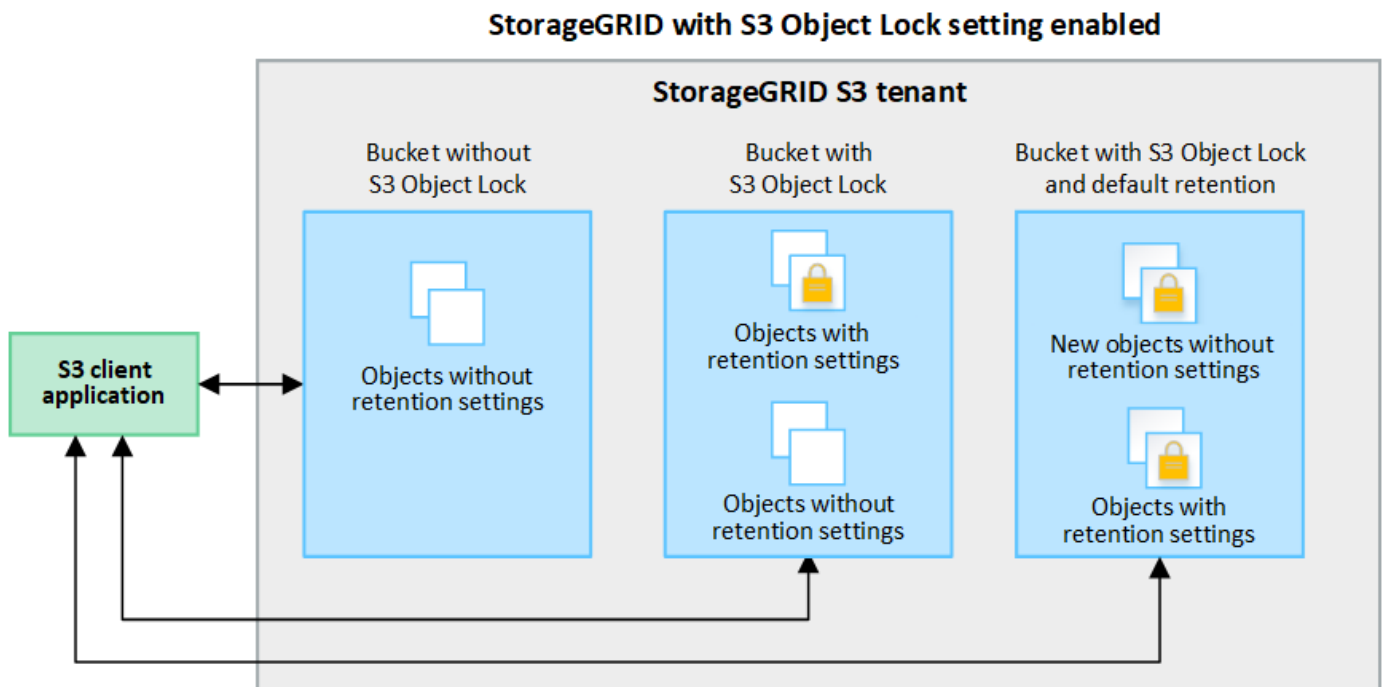 StorageGRID with S3 Object Lock setting enabled
StorageGRID S3 tenant
Bucket without
S3 Object Lock
Bucket with
S3 Object Lock
Bucket with S3 Object Lock
and default retention
S3 client
application
Objects without
retention settings
Objects with
retention settings
Objects without
retention settings
New objects without
retention settings
Objects with
retention settings